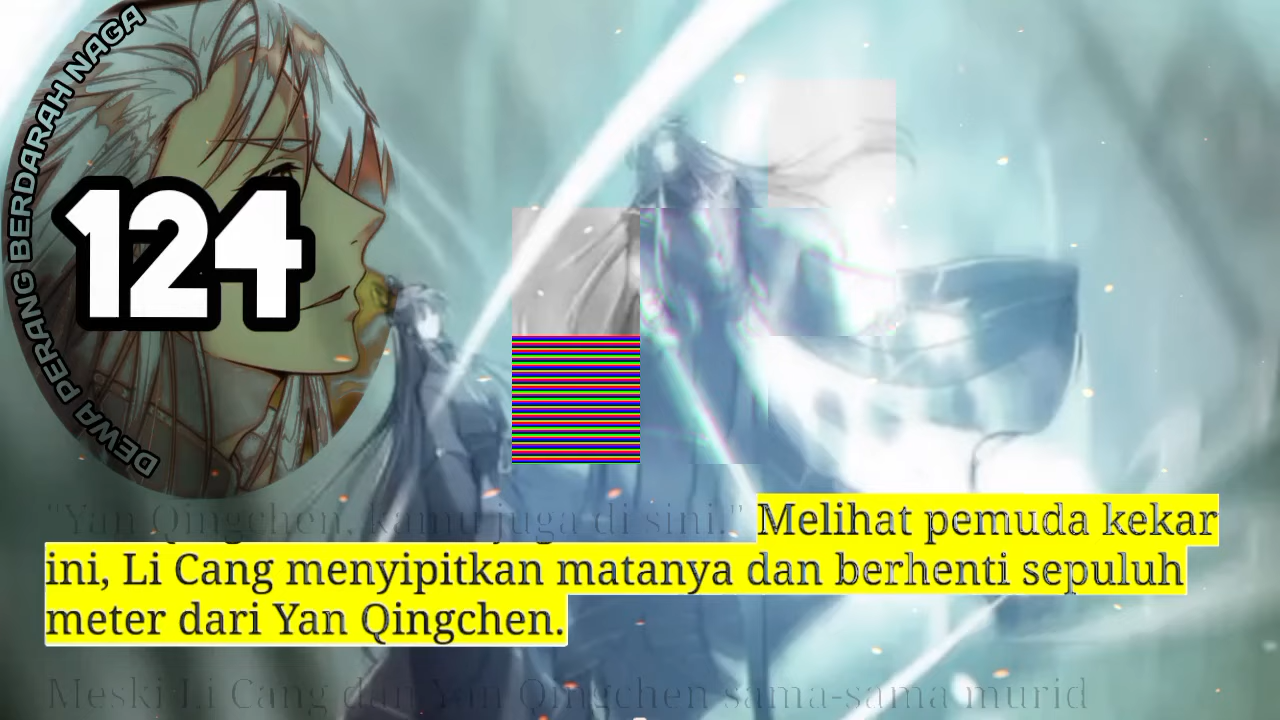 DEWA PERANG BERDARAH NAGA
124
"Yan Qingchen, kamu juga di sini." Melihat pemuda kekar
ini, Li Cang menyipitkan matanya dan berhenti sepuluh
meter dari Yan Qingchen.
Meski Li Cang dan Yan Qingchen sama-sama murid